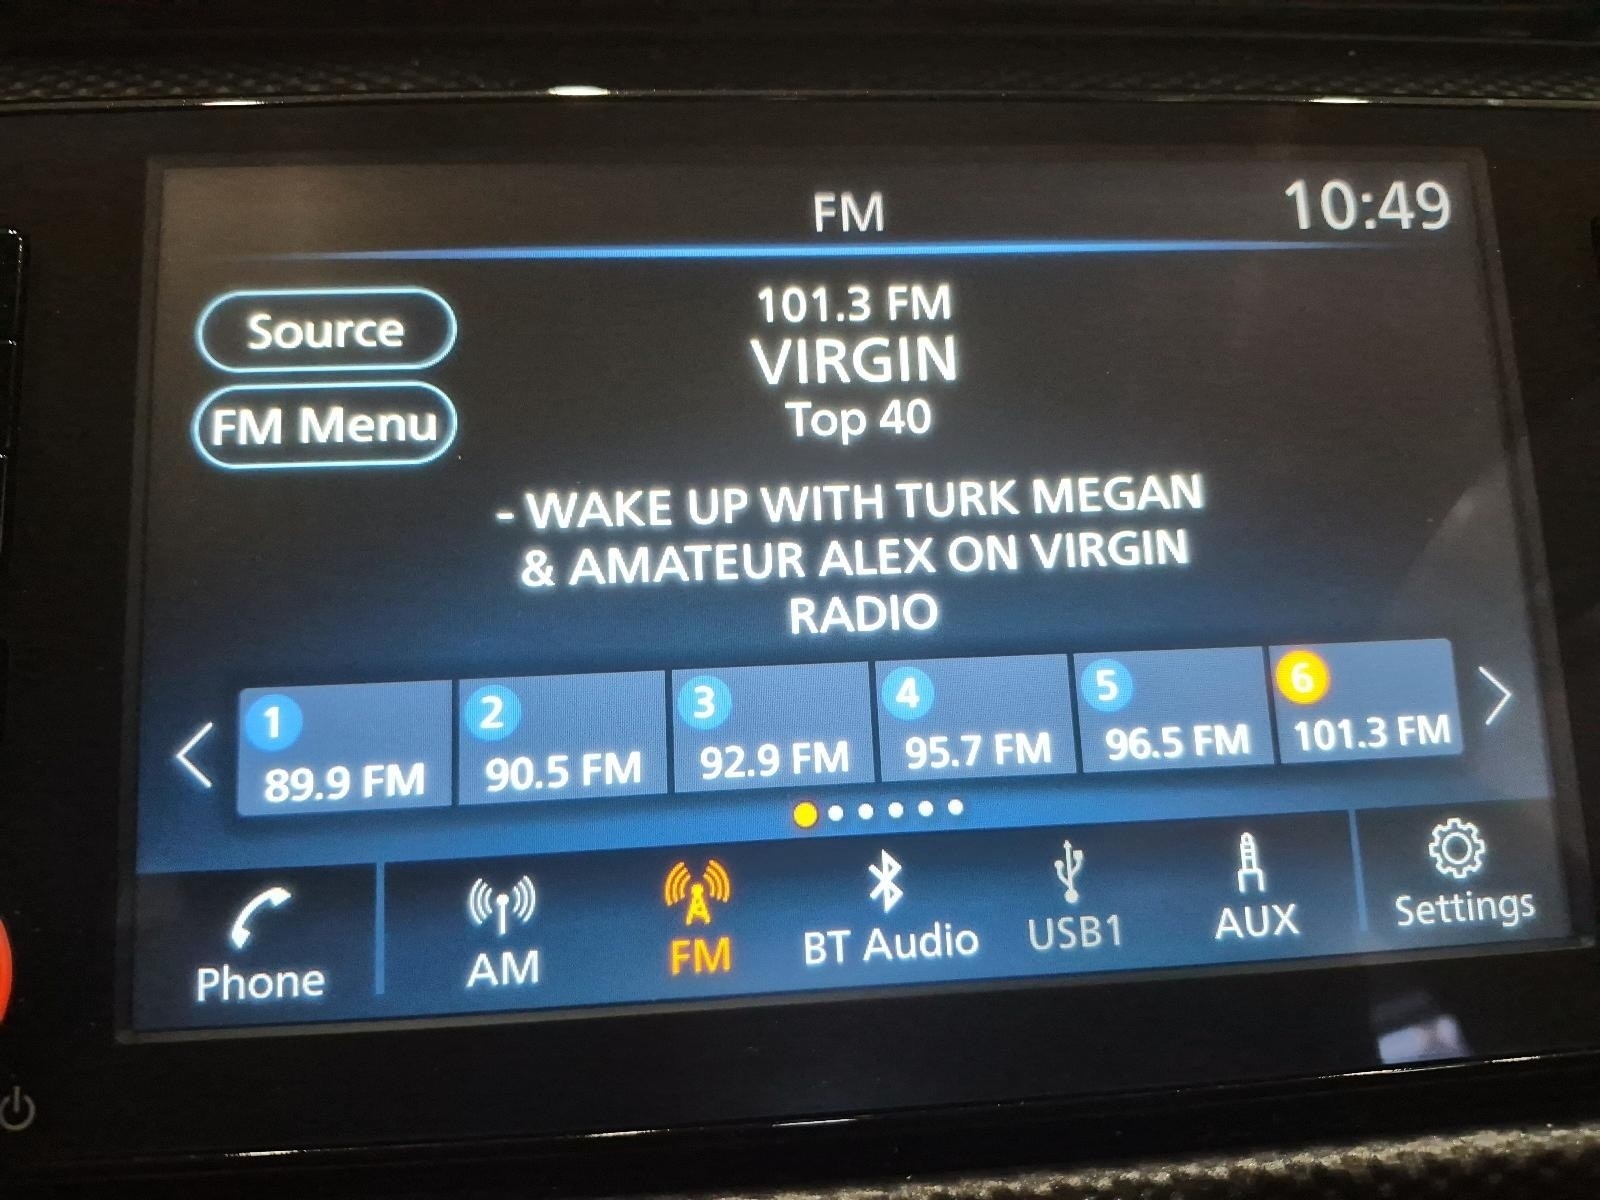 FM
10:49
Source
101.3 FM
VIRGIN
FM Menu
Top 40
- WAKE UP WITH TURK MEGAN
& AMATEUR ALEX ON VIRGIN
RADIO
1 2 3 4 5 6
89.9 FM 90.5 FM 92.9 FM 95.7 FM 96.5 FM 101.3 FM
Phone AM FM BT Audio USB1 AUX Settings